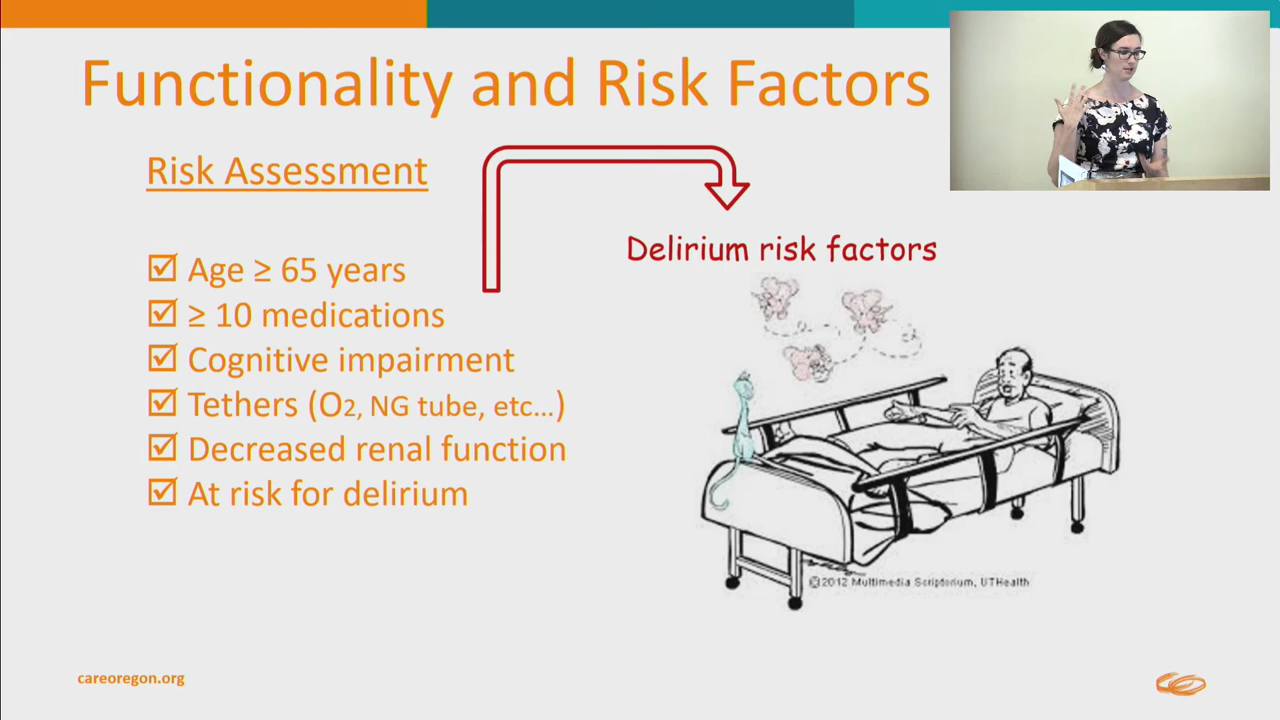 Functionality and Risk Factors
Risk Assessment
☑ Age ≥ 65 years
☑ ≥ 10 medications
☑ Cognitive impairment
☑ Tethers (O2, NG tube, etc…)
☑ Decreased renal function
☑ At risk for delirium
Delirium risk factors
©2012 Multimedia Scriptorium, UTHealth
careoregon.org